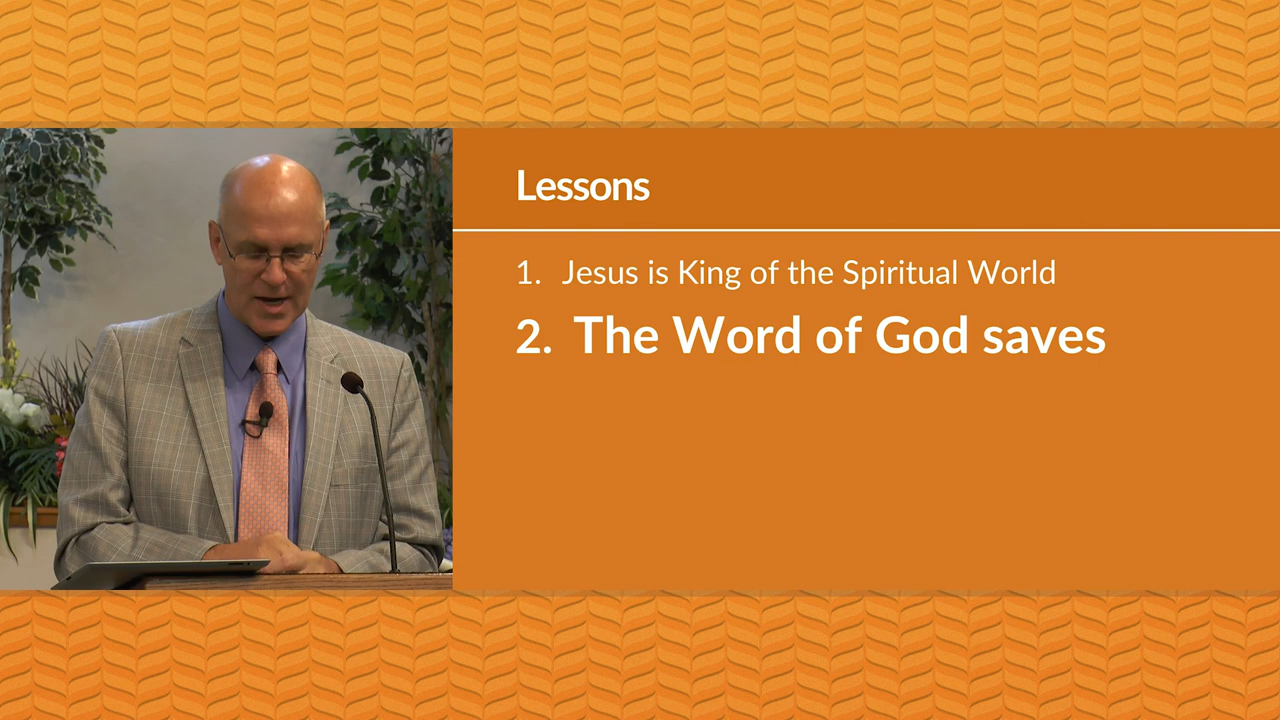 Lessons
1. Jesus is King of the Spiritual World
2. The Word of God saves